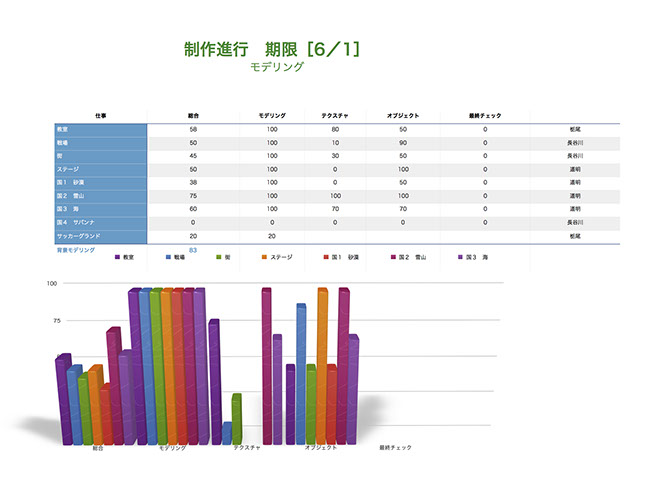 制作進行　期限［6／1］
モデリング
仕事 総合 モデリング テクスチャ オブジェクト 最終チェック
教室 58 100 80 50 0 栃尾
戦場 50 100 10 90 0 長谷川
街 45 100 30 50 0 長谷川
ステージ 50 100 0 100 0 道明
国１　砂漠 38 100 0 50 0 道明
国２　雪山 75 100 100 100 0 道明
国３　海 60 100 70 70 0 道明
国４　サバンナ 0 0 0 0 0 長谷川
サッカーグランド 20 20 栃尾
背景モデリング 83
教室 戦場 街 ステージ 国１　砂漠 国２　雪山 国３　海
100
75
総合 モデリング テクスチャ オブジェクト 最終チェック